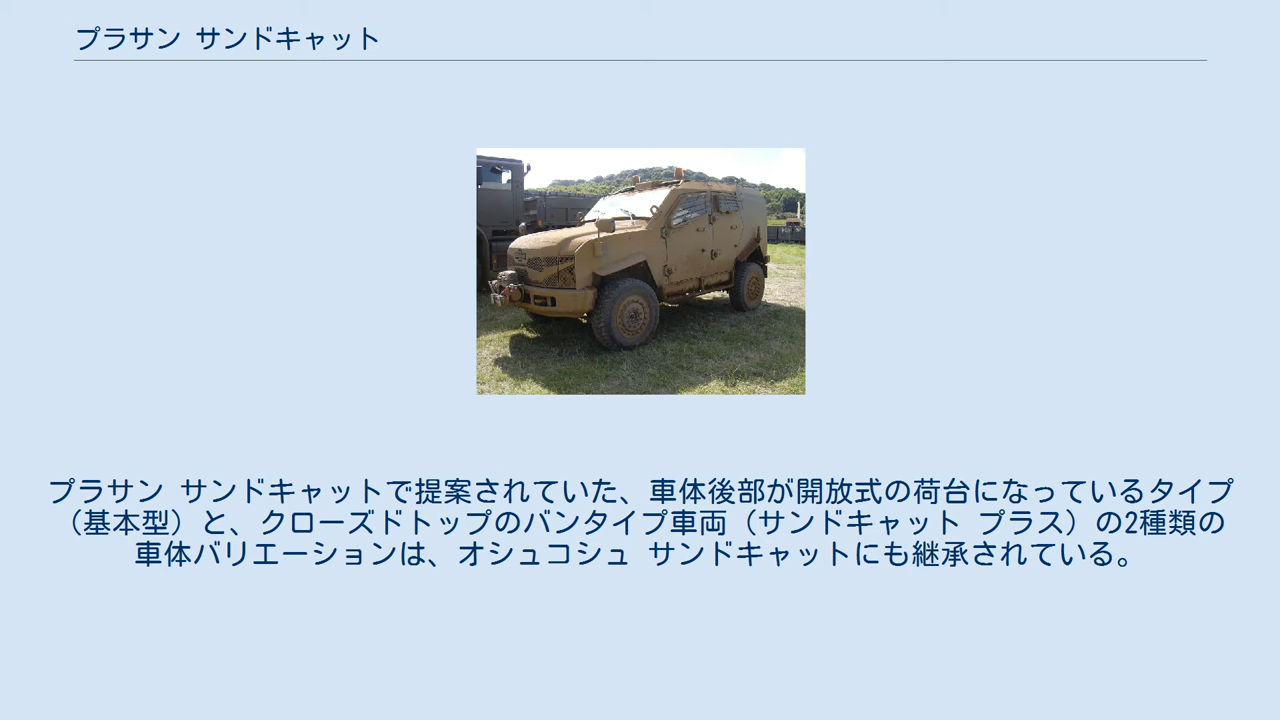 プラサン サンドキャット
プラサン サンドキャットで提案されていた、車体後部が開放式の荷台になっているタイプ
（基本型）と、クローズドトップのバンタイプ車両（サンドキャット プラス）の2種類の
車体バリエーションは、オシュコシュ サンドキャットにも継承されている。